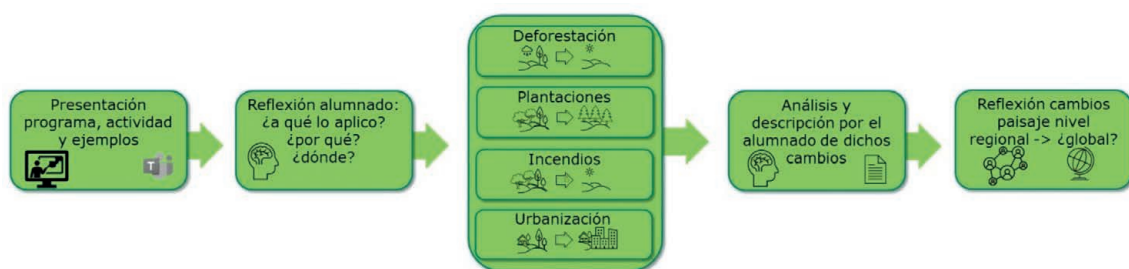 Presentación
programa, actividad
y ejemplos
Reflexión alumnado:
¿a qué lo aplico?
¿por qué?
¿dónde?
Deforestación
Plantaciones
Incendios
Urbanización
Análisis y
descripción por el
alumnado de dichos
cambios
Reflexión cambios
paisaje nivel
regional -> ¿global?